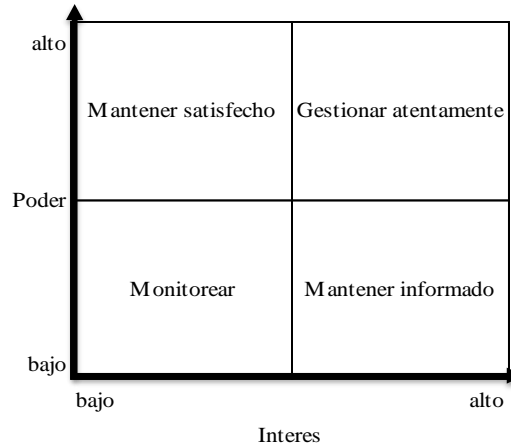 alto
Mantener satisfecho
Gestionar atentamente
Poder
Monitorear
Mantener informado
bajo
bajo
alto
Interes